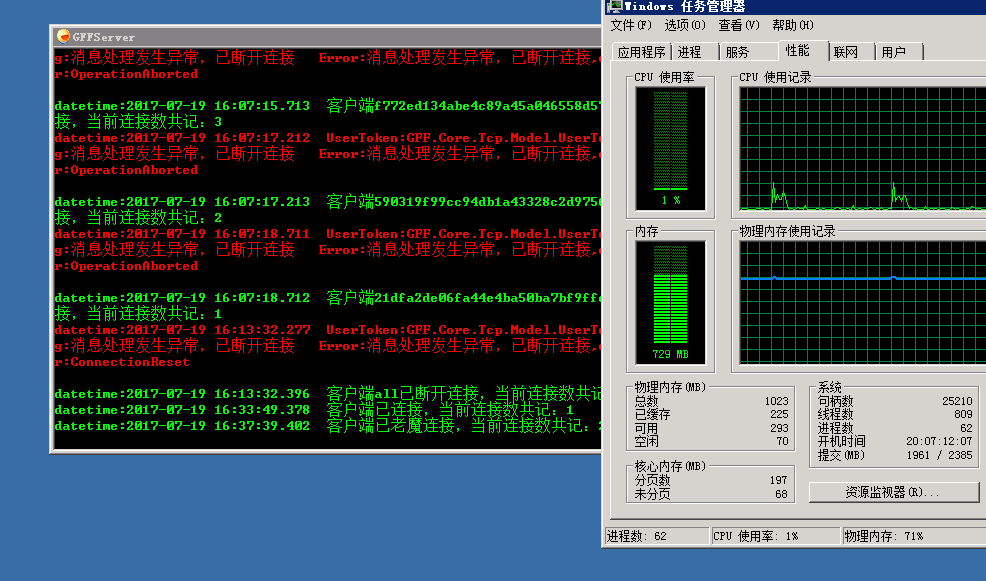 GFFServer
g:消息处理发生异常, 已断开连接 Error:消息处理发生异常, 已断开连接,
r:OperationAborted
datetime:2017-07-19 16:07:15.713 客户端f772ed134abe4c89a45a046558d57
接, 当前连接数共记: 3
datetime:2017-07-19 16:07:17.212 UserToken:GFF.Core.Tcp.Model.UserTo
g:消息处理发生异常, 已断开连接 Error:消息处理发生异常, 已断开连接,
r:OperationAborted
datetime:2017-07-19 16:07:17.213 客户端590319f99cc94db1a43328c2d975
接, 当前连接数共记: 2
datetime:2017-07-19 16:07:18.711 UserToken:GFF.Core.Tcp.Model.UserTo
g:消息处理发生异常, 已断开连接 Error:消息处理发生异常, 已断开连接,
r:OperationAborted
datetime:2017-07-19 16:07:18.712 客户端21dfa2de06fa44e4ba50ba7bf9ff
接, 当前连接数共记: 1
datetime:2017-07-19 16:13:32.277 UserToken:GFF.Core.Tcp.Model.UserTo
g:消息处理发生异常, 已断开连接 Error:消息处理发生异常, 已断开连接,
r:ConnectionReset
datetime:2017-07-19 16:13:32.396 客户端all已断开连接, 当前连接数共记
datetime:2017-07-19 16:33:49.378 客户端已连接, 当前连接数共记: 1
datetime:2017-07-19 16:37:39.402 客户端已老魔连接, 当前连接数共记: 2
Windows 任务管理器
文件(F) 选项(O) 查看(V) 帮助(H)
应用程序 进程 服务 性能 联网 用户
CPU 使用率 CPU 使用记录
1 %
内存 物理内存使用记录
729 MB
物理内存(MB)
总数 1023
已缓存 225
可用 293
空闲 70
核心内存(MB)
分页数 197
未分页 68
系统
句柄数 25210
线程数 809
进程数 62
开机时间 20:07:12:07
提交(MB) 1961 / 2385
资源监视器(R)...
进程数: 62 CPU 使用率: 1% 物理内存: 71%